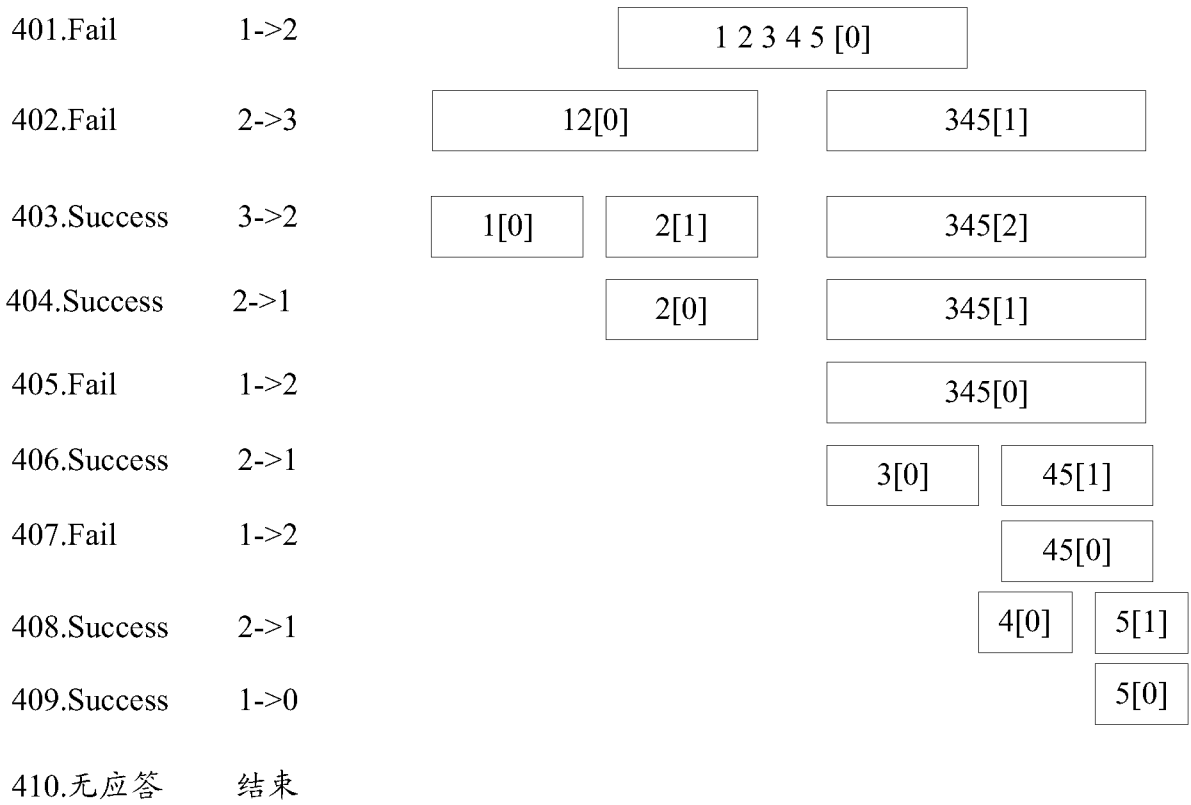 401.Fail 1->2 1 2 3 4 5 [0]
402.Fail 2->3 12[0] 345[1]
403.Success 3->2 1[0] 2[1] 345[2]
404.Success 2->1 2[0] 345[1]
405.Fail 1->2 345[0]
406.Success 2->1 3[0] 45[1]
407.Fail 1->2 45[0]
408.Success 2->1 4[0] 5[1]
409.Success 1->0 5[0]
410.无应答 结束